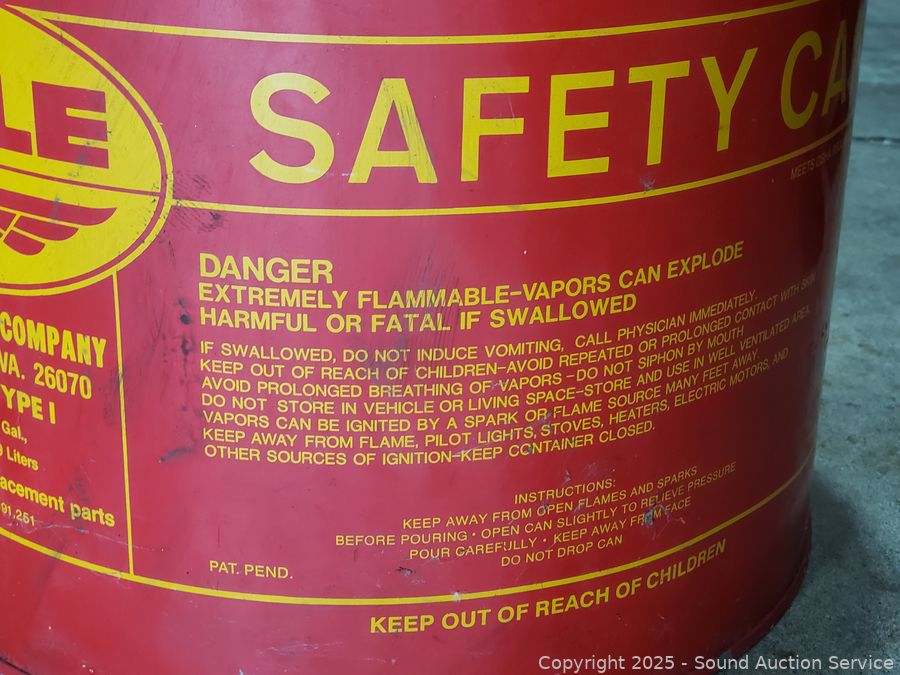 LE
SAFETY CA
MEETS OSHA
DANGER
EXTREMELY FLAMMABLE-VAPORS CAN EXPLODE
HARMFUL OR FATAL IF SWALLOWED
IF SWALLOWED, DO NOT INDUCE VOMITING, CALL PHYSICIAN IMMEDIATELY.
KEEP OUT OF REACH OF CHILDREN-AVOID REPEATED OR PROLONGED CONTACT WITH SKIN
AVOID PROLONGED BREATHING OF VAPORS-DO NOT SIPHON BY MOUTH
DO NOT STORE IN VEHICLE OR LIVING SPACE-STORE AND USE IN WELL VENTILATED AREA
VAPORS CAN BE IGNITED BY A SPARK OR FLAME SOURCE MANY FEET AWAY.
KEEP AWAY FROM FLAME, PILOT LIGHTS, STOVES, HEATERS, ELECTRIC MOTORS, AND
OTHER SOURCES OF IGNITION-KEEP CONTAINER CLOSED.
COMPANY
VA. 26070
YPE I
Gal.,
Liters
acement parts
91.251
INSTRUCTIONS:
KEEP AWAY FROM OPEN FLAMES AND SPARKS
BEFORE POURING • OPEN CAN SLIGHTLY TO RELIEVE PRESSURE
POUR CAREFULLY • KEEP AWAY FROM FACE
DO NOT DROP CAN
PAT. PEND.
KEEP OUT OF REACH OF CHILDREN
Copyright 2025 - Sound Auction Service